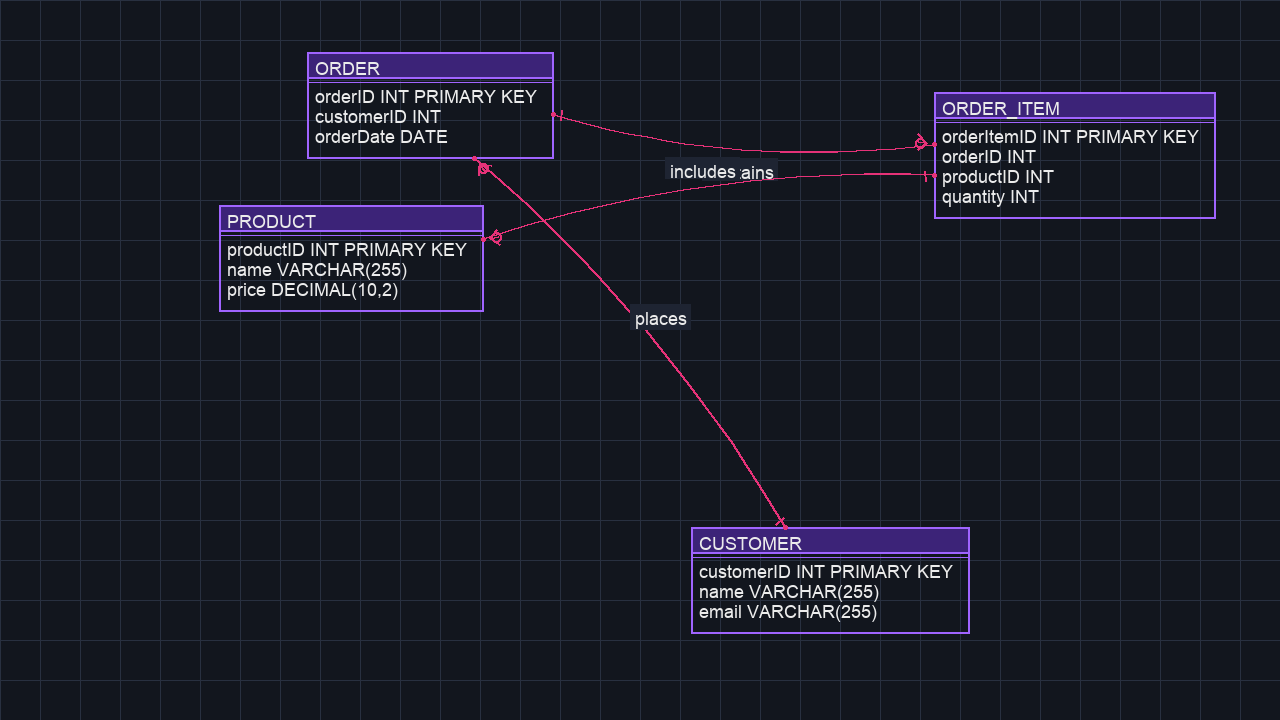 ORDER
orderID INT PRIMARY KEY
customerID INT
orderDate DATE
ORDER_ITEM
orderItemID INT PRIMARY KEY
orderID INT
productID INT
quantity INT
includes
PRODUCT
productID INT PRIMARY KEY
name VARCHAR(255)
price DECIMAL(10,2)
places
CUSTOMER
customerID INT PRIMARY KEY
name VARCHAR(255)
email VARCHAR(255)